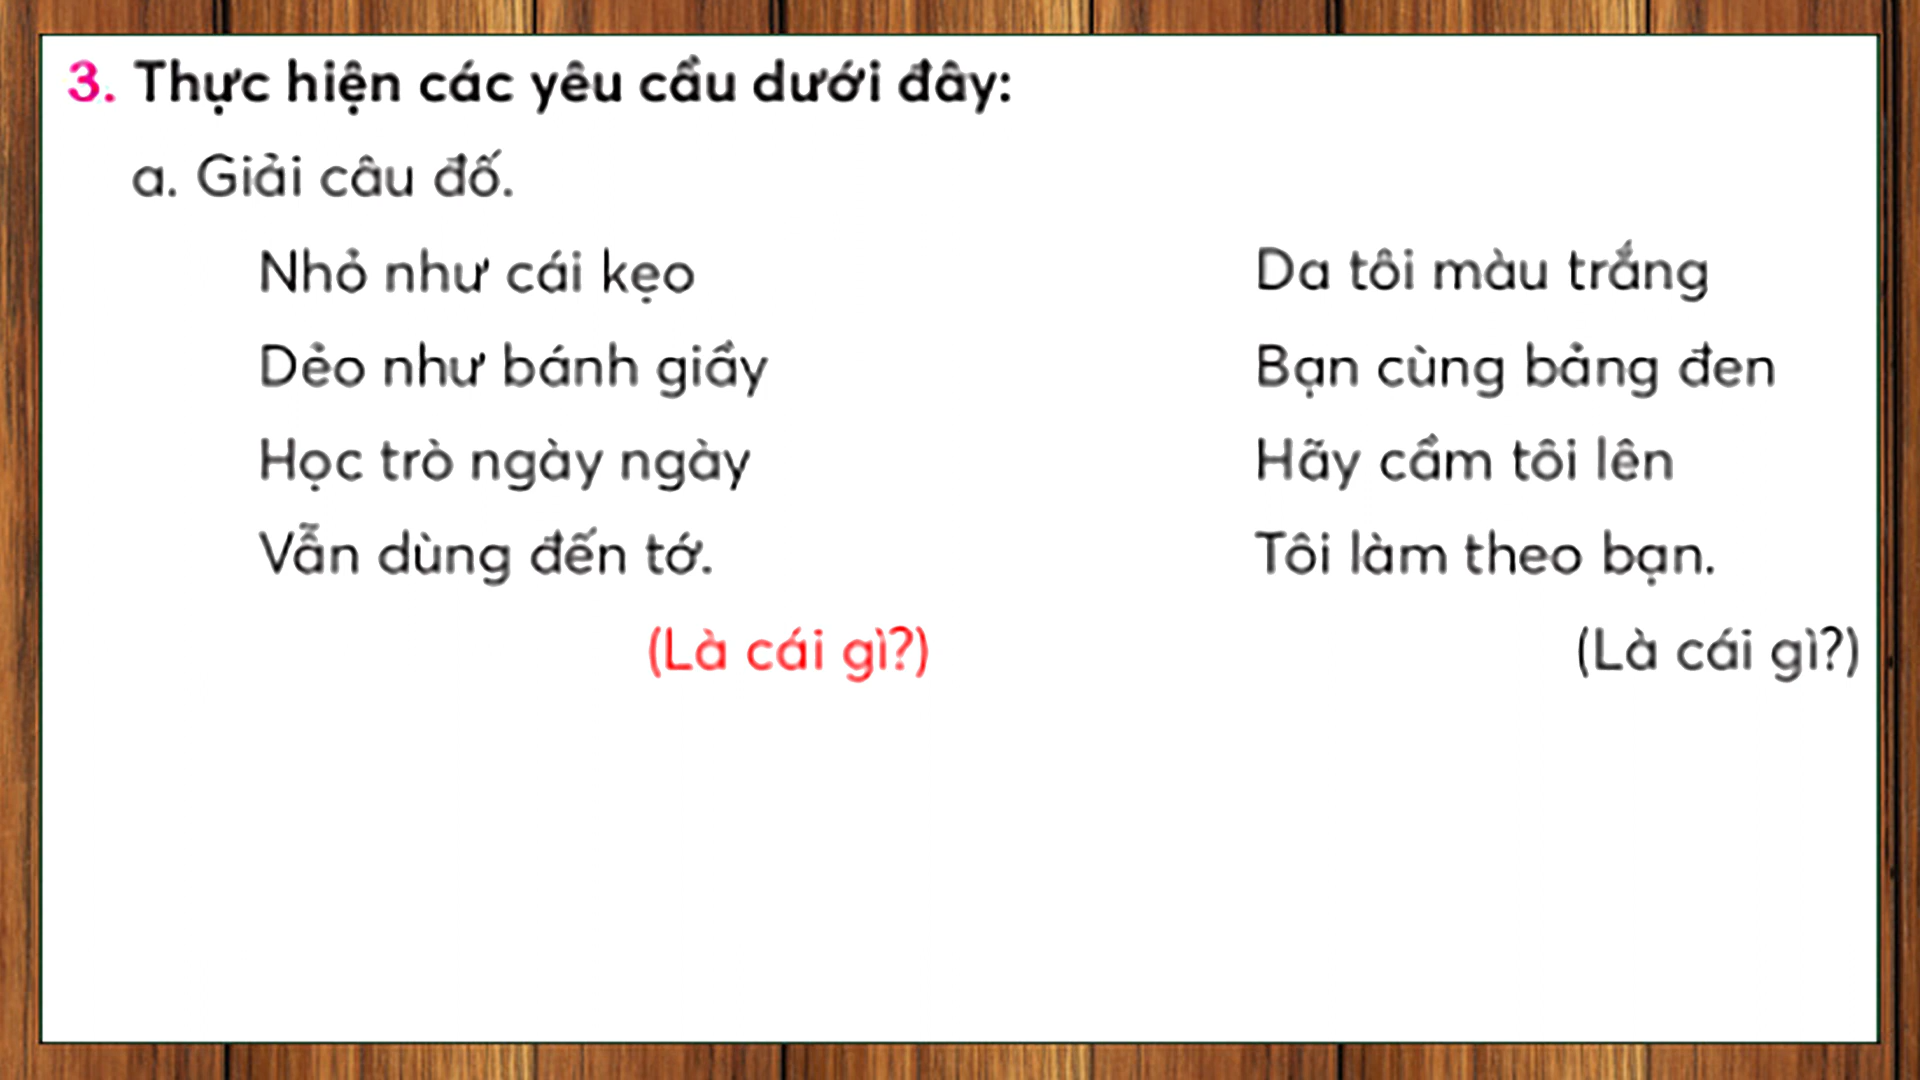 3. Thực hiện các yêu cầu dưới đây:
a. Giải câu đố.
Nhỏ như cái kẹo
Dẻo như bánh giầy
Học trò ngày ngày
Vẫn dùng đến tớ.
(Là cái gì?)
Da tôi màu trắng
Bạn cùng bảng đen
Hãy cầm tôi lên
Tôi làm theo bạn.
(Là cái gì?)